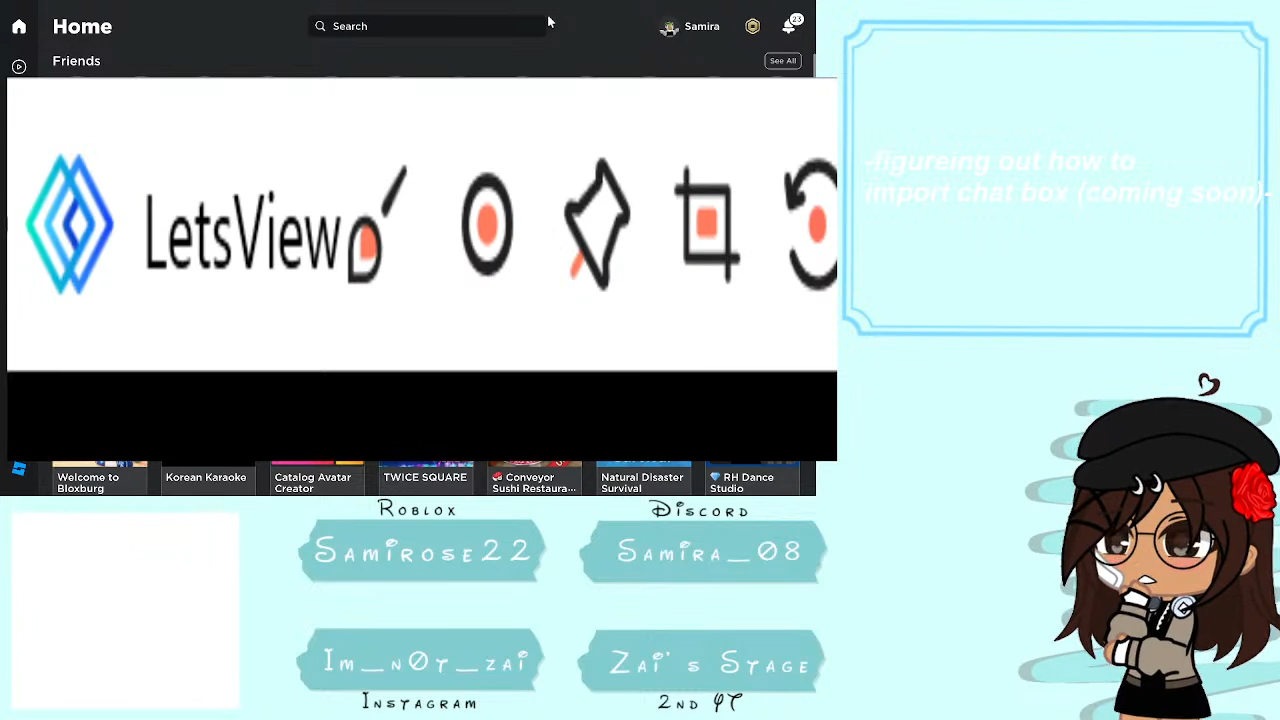 Home
Search
Samira
23
Friends
See All
LetsView
Welcome to
Bloxburg
Korean Karaoke
Catalog Avatar
Creator
TWICE SQUARE
Conveyor
Sushi Restaura...
Natural Disaster
Survival
RH Dance
Studio
-figureing out how to
import chat box (coming soon)-
Roblox
Samirose22
Discord
Samira_08
Im_n0t_zai
Instagram
Zai's Stage
2nd YT